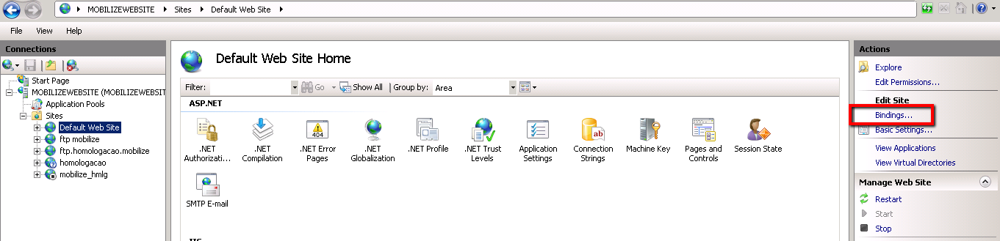 MOBILIZEWEBSITE Sites Default Web Site
File View Help
Connections
Start Page
MOBILIZEWEBSITE (MOBILIZEWEBSIT
Application Pools
Sites
Default Web Site
ftp mobilize
ftp.homologacao.mobilize
homologacao
mobilize_hmlg
Default Web Site Home
Filter: Go Show All Group by: Area
ASP.NET
.NET Authorizati...
.NET Compilation
.NET Error Pages
404
.NET Globalization
.NET Profile
.NET Trust Levels
Application Settings
ab
Connection Strings
Machine Key
Pages and Controls
Session State
SMTP E-mail
Actions
Explore
Edit Permissions...
Edit Site
Bindings...
Basic Settings...
View Applications
View Virtual Directories
Manage Web Site
Restart
Start
Stop